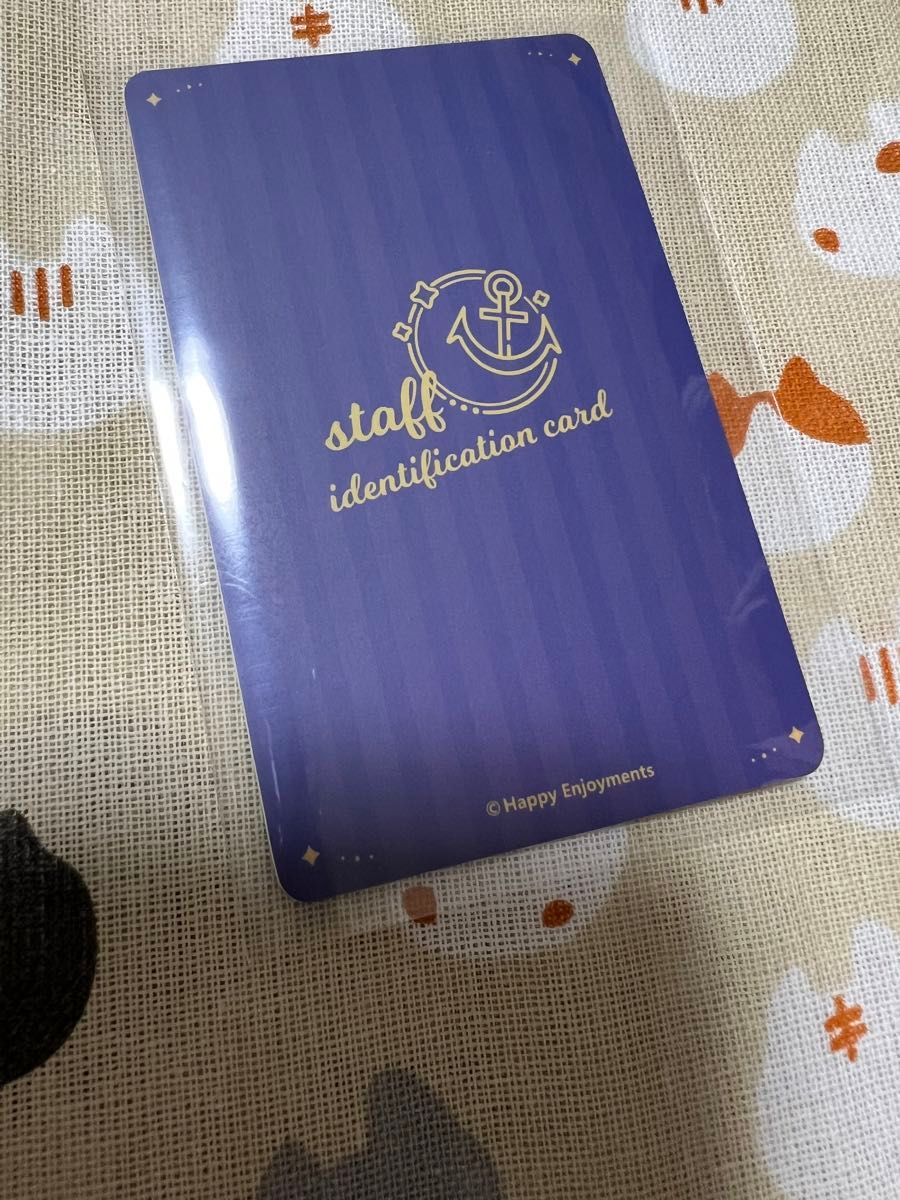 staff
identification card
© Happy Enjoyments